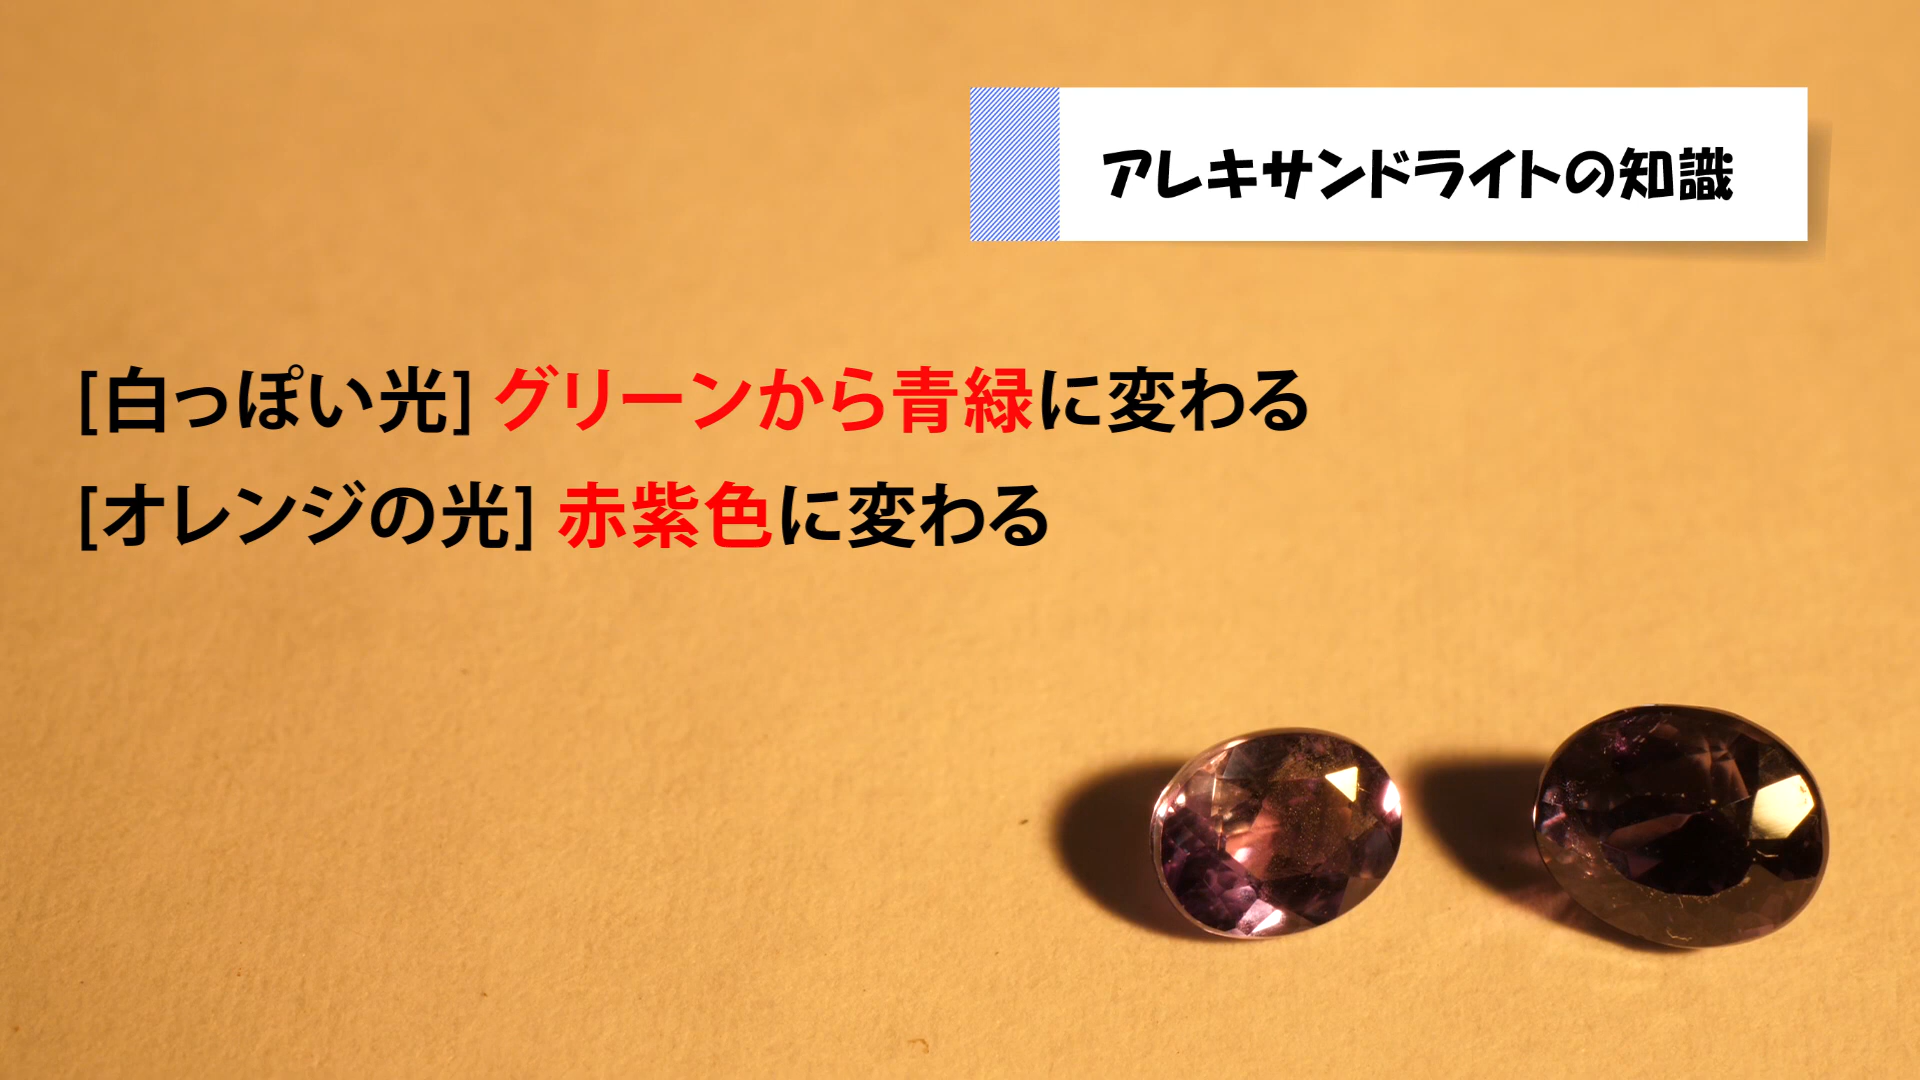 アレキサンドライトの知識
[白っぽい光] グリーンから青緑に変わる
[オレンジの光] 赤紫色に変わる